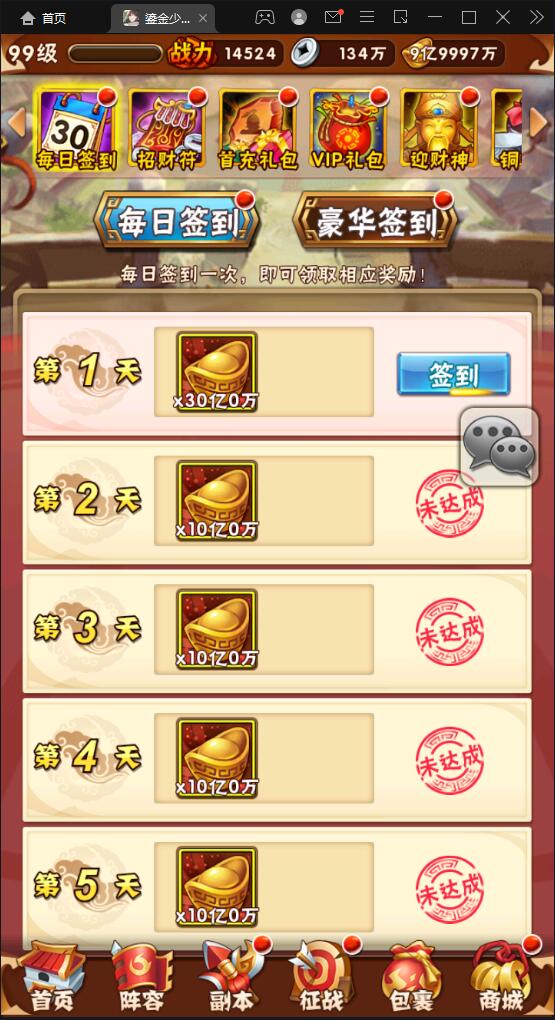 首页
鎏金少...
99级
战力 14524
134万
9亿9997万
30
每日签到
招财符
首充礼包
VIP礼包
迎财神
铜
每日签到
豪华签到
每日签到一次，即可领取相应奖励！
第1天
x30亿0万
签到
第2天
x10亿0万
未达成
第3天
x10亿0万
未达成
第4天
x10亿0万
未达成
第5天
x10亿0万
未达成
首页
阵容
副本
征战
包裹
商城